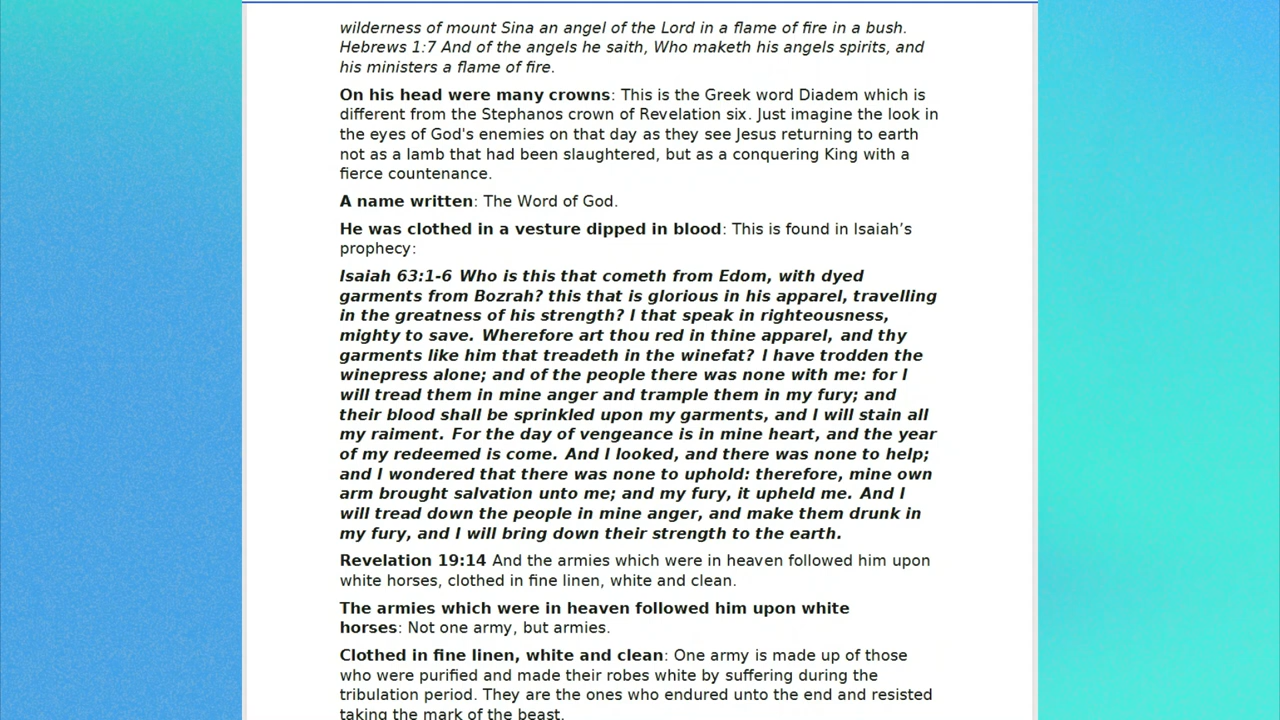 wilderness of mount Sina an angel of the Lord in a flame of fire in a bush.
Hebrews 1:7 And of the angels he saith, Who maketh his angels spirits, and
his ministers a flame of fire.
On his head were many crowns: This is the Greek word Diadem which is
different from the Stephanos crown of Revelation six. Just imagine the look in
the eyes of God's enemies on that day as they see Jesus returning to earth
not as a lamb that had been slaughtered, but as a conquering King with a
fierce countenance.
A name written: The Word of God.
He was clothed in a vesture dipped in blood: This is found in Isaiah’s
prophecy:
Isaiah 63:1-6 Who is this that cometh from Edom, with dyed
garments from Bozrah? this that is glorious in his apparel, travelling
in the greatness of his strength? I that speak in righteousness,
mighty to save. Wherefore art thou red in thine apparel, and thy
garments like him that treadeth in the winefat? I have trodden the
winepress alone; and of the people there was none with me: for I
will tread them in mine anger and trample them in my fury; and
their blood shall be sprinkled upon my garments, and I will stain all
my raiment. For the day of vengeance is in mine heart, and the year
of my redeemed is come. And I looked, and there was none to help;
and I wondered that there was none to uphold: therefore, mine own
arm brought salvation unto me; and my fury, it upheld me. And I
will tread down the people in mine anger, and make them drunk in
my fury, and I will bring down their strength to the earth.
Revelation 19:14 And the armies which were in heaven followed him upon
white horses, clothed in fine linen, white and clean.
The armies which were in heaven followed him upon white
horses: Not one army, but armies.
Clothed in fine linen, white and clean: One army is made up of those
who were purified and made their robes white by suffering during the
tribulation period. They are the ones who endured unto the end and resisted
taking the mark of the beast.